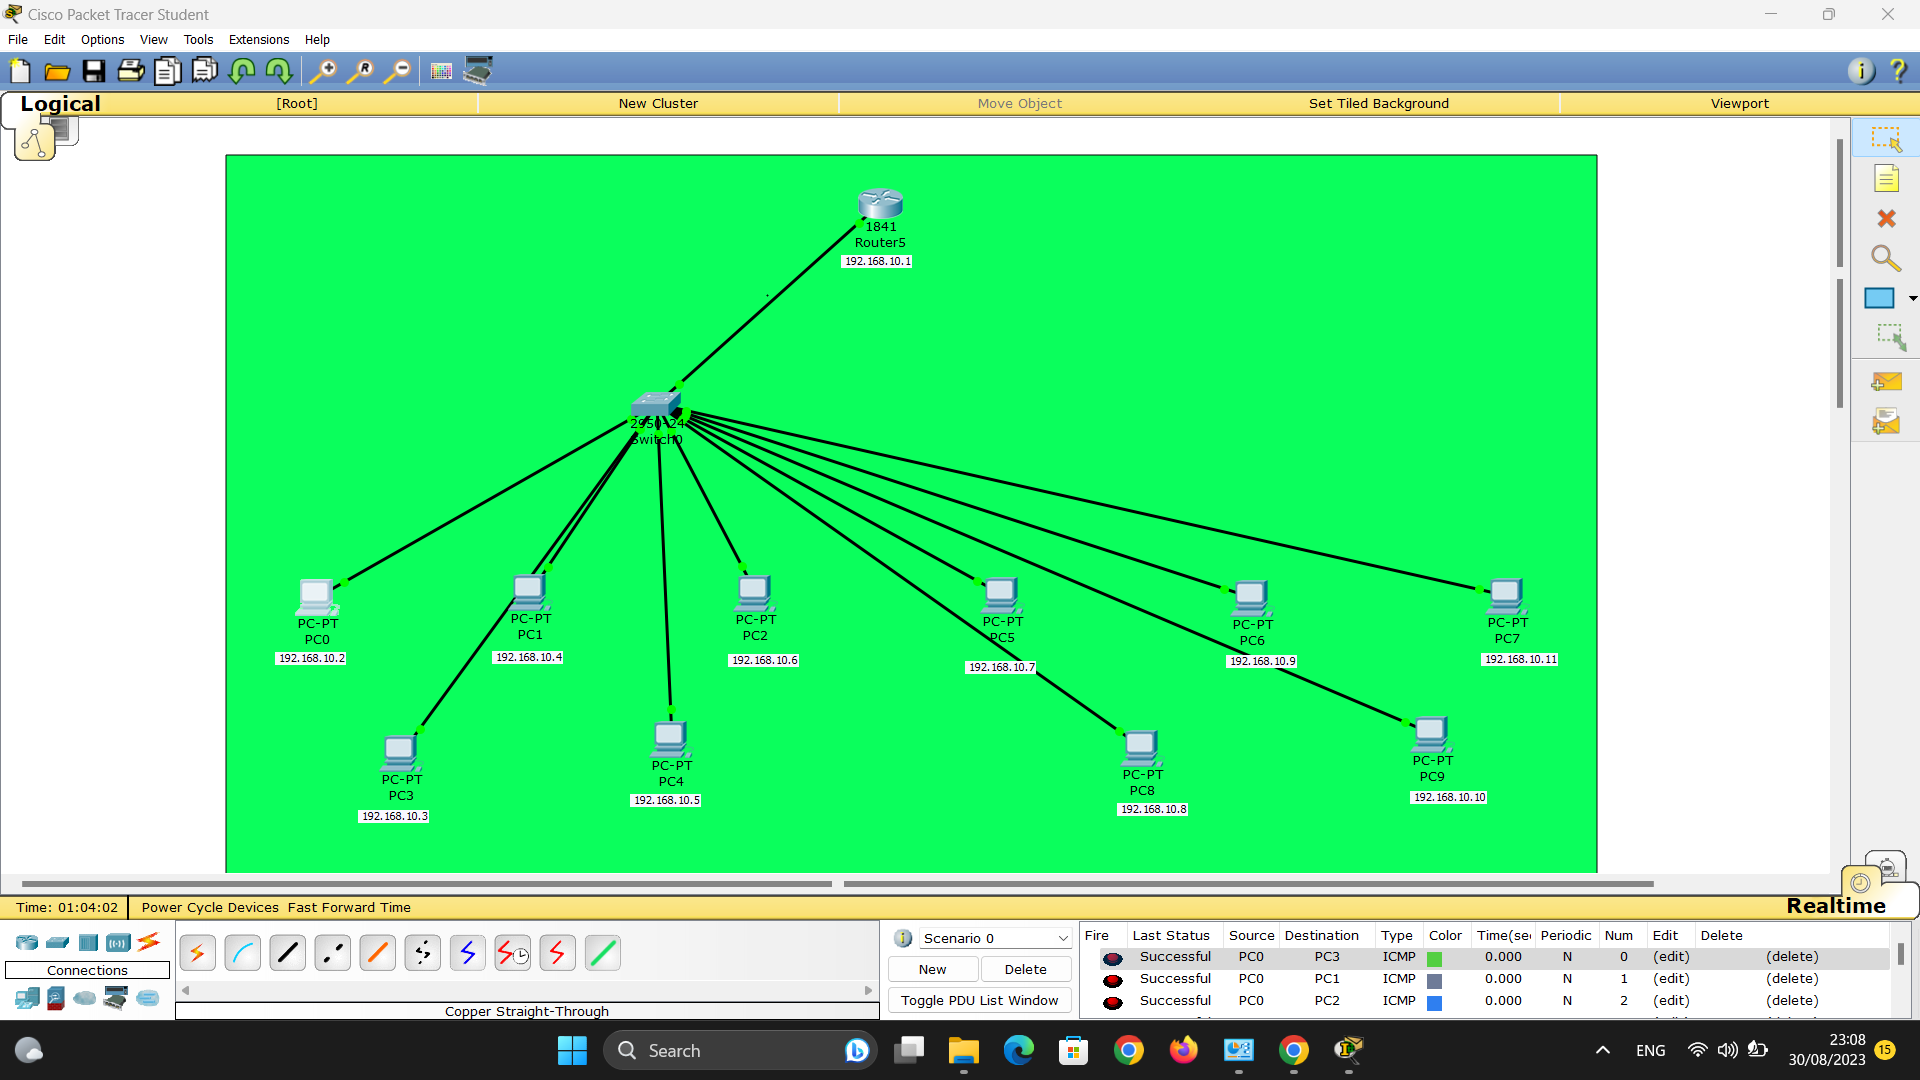 Cisco Packet Tracer Student
File Edit Options View Tools Extensions Help
Logical [Root] New Cluster Move Object Set Tiled Background Viewport
1841
Router5
192.168.10.1
2950-24
Switch0
PC-PT
PC0
192.168.10.2
PC-PT
PC1
192.168.10.4
PC-PT
PC2
192.168.10.6
PC-PT
PC5
192.168.10.7
PC-PT
PC6
192.168.10.9
PC-PT
PC7
192.168.10.11
PC-PT
PC3
192.168.10.3
PC-PT
PC4
192.168.10.5
PC-PT
PC8
192.168.10.8
PC-PT
PC9
192.168.10.10
Time: 01:04:02 Power Cycle Devices Fast Forward Time Realtime
Connections
Copper Straight-Through
Scenario 0
New Delete
Toggle PDU List Window
Fire Last Status Source Destination Type Color Time(sec Periodic Num Edit Delete
Successful PC0 PC3 ICMP 0.000 N 0 (edit) (delete)
Successful PC0 PC1 ICMP 0.000 N 1 (edit) (delete)
Successful PC0 PC2 ICMP 0.000 N 2 (edit) (delete)
Search ENG 23:08
30/08/2023 15